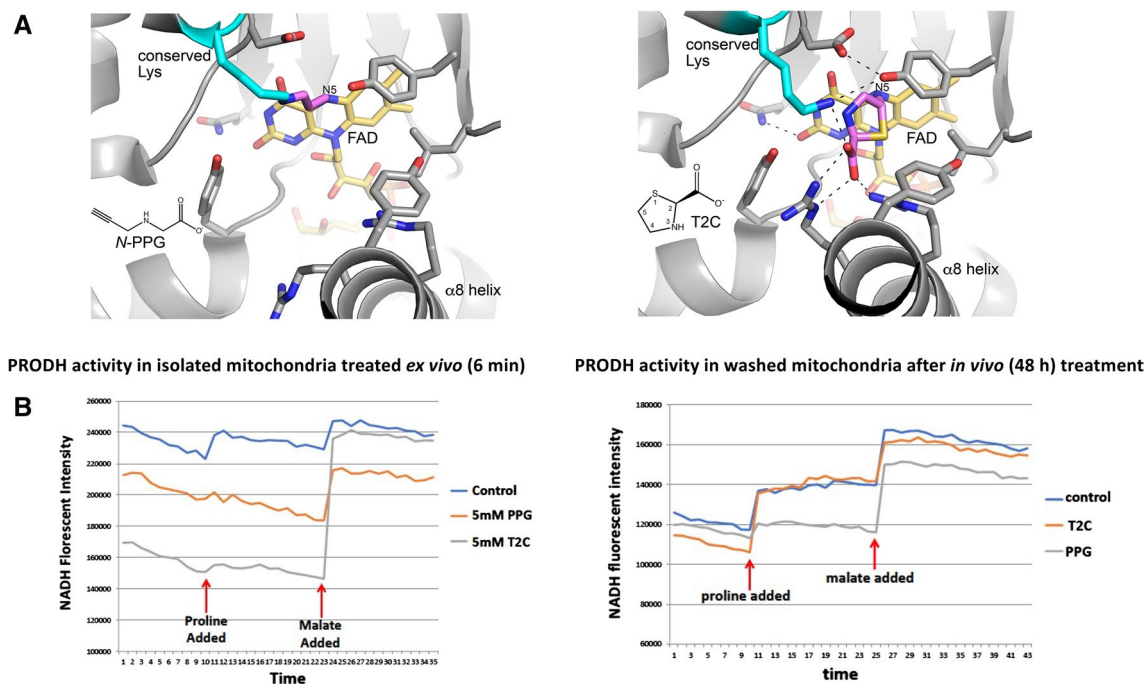 A
conserved
Lys
N5
FAD
O
H
N
O-
N-PPG
α8 helix
conserved
Lys
N5
FAD
O
S
1
2
O-
5
3
4
NH
T2C
α8 helix
PRODH activity in isolated mitochondria treated ex vivo (6 min)
PRODH activity in washed mitochondria after in vivo (48 h) treatment
B
NADH Florescent Intensity
260000
240000
220000
200000
180000
160000
140000
120000
100000
Control
5mM PPG
5mM T2C
Proline
Added
Malate
Added
1 2 3 4 5 6 7 8 9 10 11 12 13 14 15 16 17 18 19 20 21 22 23 24 25 26 27 28 29 30 31 32 33 34 35
Time
NADH fluorescent intensity
180000
160000
140000
120000
100000
80000
60000
control
T2C
PPG
proline added
malate added
1 3 5 7 9 11 13 15 17 19 21 23 25 27 29 31 33 35 37 39 41 43
time